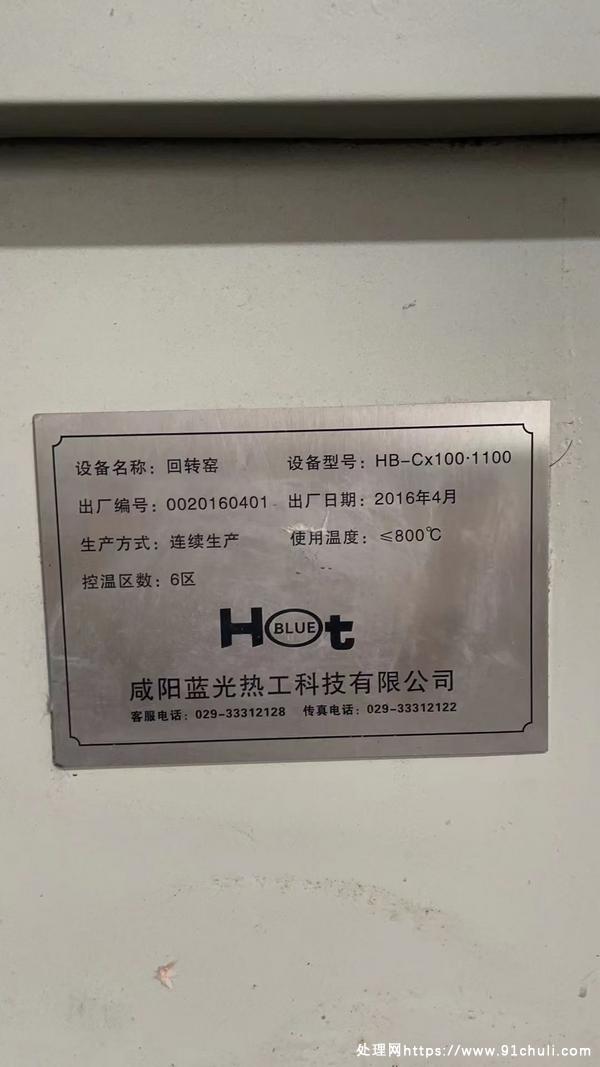 设备名称：回转窑 设备型号：HB-Cx100·1100
出厂编号：0020160401 出厂日期：2016年4月
生产方式：连续生产 使用温度：≤800℃
控温区数：6区
Hot
BLUE
咸阳蓝光热工科技有限公司
客服电话：029-33312128 传真电话：029-33312122
处理网https://www.91chuli.com